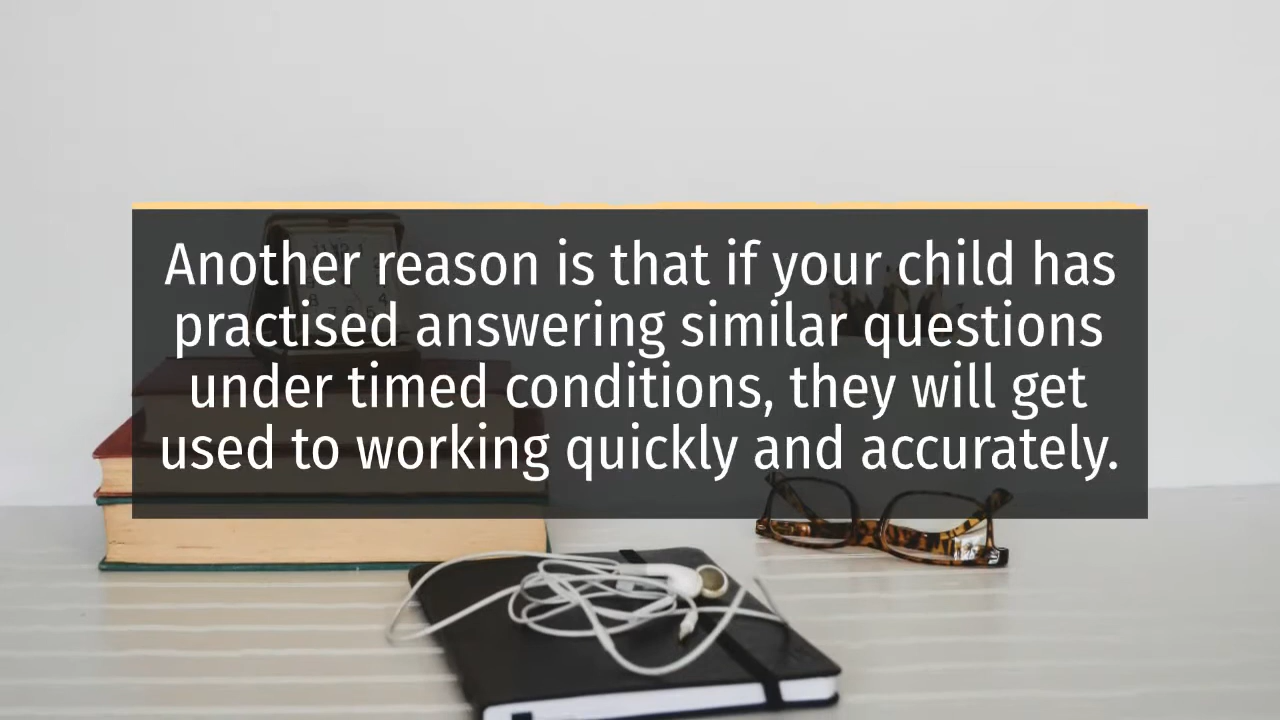 Another reason is that if your child has
practised answering similar questions
under timed conditions, they will get
used to working quickly and accurately.